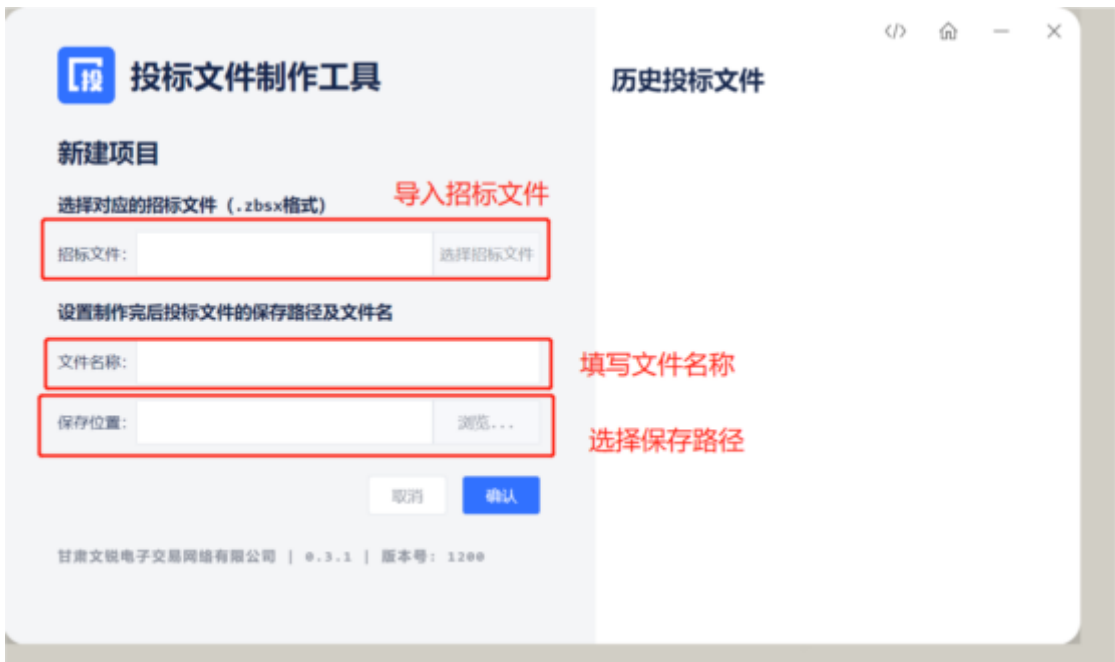 投
投标文件制作工具
历史投标文件
新建项目
导入招标文件
选择对应的招标文件（.zbsx格式）
招标文件：
选择招标文件
设置制作完后投标文件的保存路径及文件名
文件名称：
填写文件名称
保存位置：
浏览...
选择保存路径
取消
确认
甘肃文锐电子交易网络有限公司 | 0.3.1 | 版本号：1200